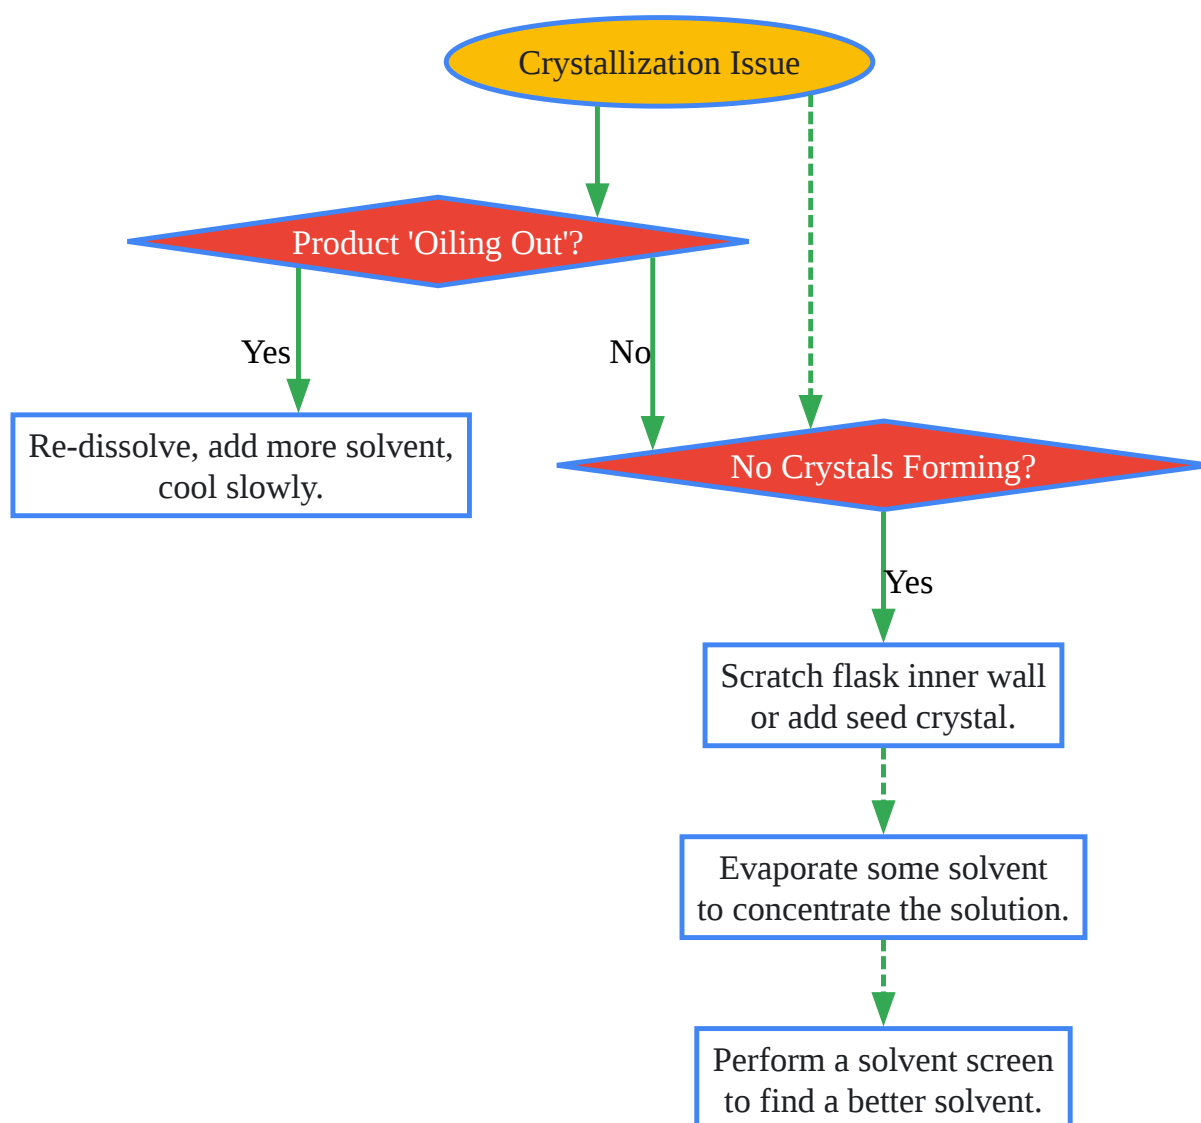 Crystallization Issue
Product 'Oiling Out'?
Yes
No
Re-dissolve, add more solvent,
cool slowly.
No Crystals Forming?
Yes
Scratch flask inner wall
or add seed crystal.
Evaporate some solvent
to concentrate the solution.
Perform a solvent screen
to find a better solvent.